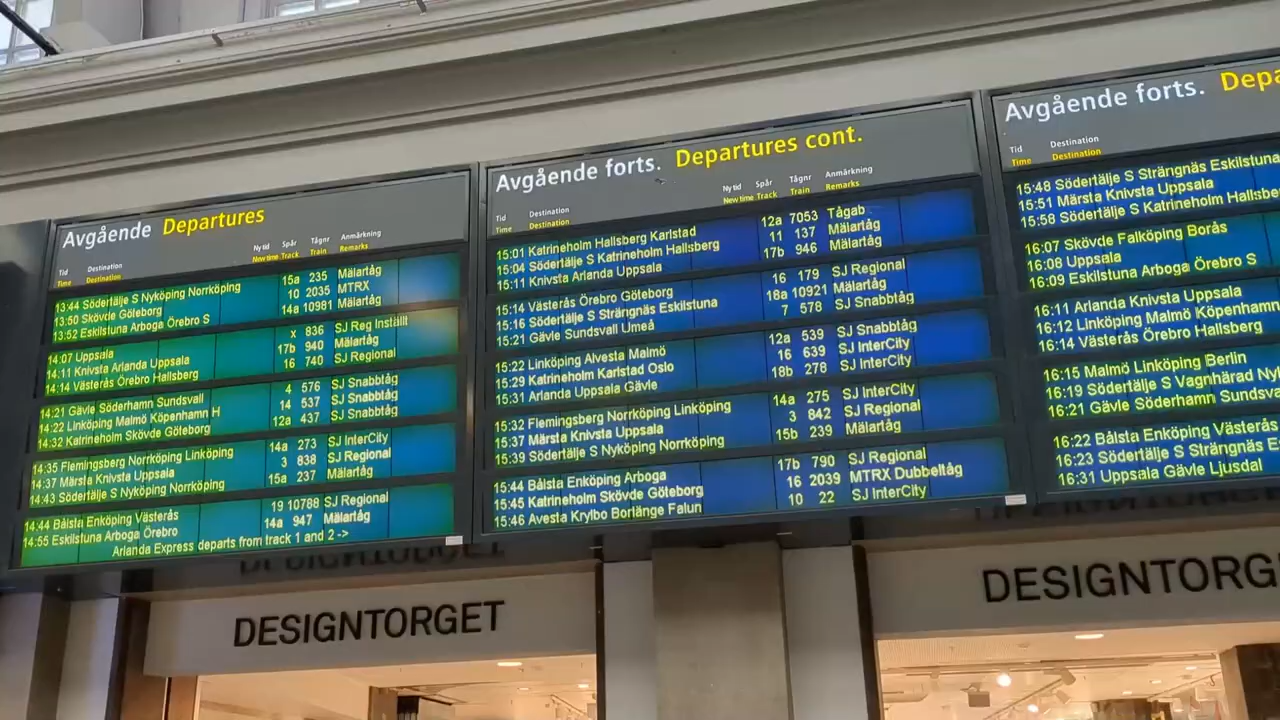 Avgående Departures
Tid Destination Ny tid Spår Tågnr Anmärkning
Time Destination New time Track Train Remarks
13:44 Södertälje S Nyköping Norrköping 15a 235 Mälartåg
13:50 Skövde Göteborg 10 2035 MTRX
13:52 Eskilstuna Arboga Örebro S 14a 10981 Mälartåg
14:07 Uppsala x 836 SJ Reg Inställt
14:11 Knivsta Arlanda Uppsala 17b 940 Mälartåg
14:14 Västerås Örebro Hallsberg 16 740 SJ Regional
14:21 Gävle Söderhamn Sundsvall 4 576 SJ Snabbtåg
14:22 Linköping Malmö Köpenhamn H 14 537 SJ Snabbtåg
14:32 Katrineholm Skövde Göteborg 12a 437 SJ Snabbtåg
14:35 Flemingsberg Norrköping Linköping 14a 273 SJ InterCity
14:37 Märsta Uppsala 3 838 SJ Regional
14:43 Södertälje S Nyköping Norrköping 15a 237 Mälartåg
14:44 Bålsta Enköping Västerås 19 10788 SJ Regional
14:55 Eskilstuna Arboga Örebro 14a 947 Mälartåg
Arlanda Express departs from track 1 and 2 ->
Avgående forts. Departures cont.
Tid Destination Ny tid Spår Tågnr Anmärkning
Time Destination New time Track Train Remarks
15:01 Katrineholm Hallsberg Karlstad 12a 7053 Tågab
15:04 Södertälje S Katrineholm Hallsberg 11 137 Mälartåg
15:11 Knivsta Arlanda Uppsala 17b 946 Mälartåg
15:14 Västerås Örebro Göteborg 16 179 SJ Regional
15:16 Södertälje S Strängnäs Eskilstuna 18a 10921 Mälartåg
15:21 Gävle Sundsvall Umeå 7 578 SJ Snabbtåg
15:22 Linköping Alvesta Malmö 12a 539 SJ Snabbtåg
15:29 Katrineholm Karlstad Oslo 16 639 SJ InterCity
15:31 Arlanda Uppsala Gävle 18b 278 SJ InterCity
15:32 Flemingsberg Norrköping Linköping 14a 275 SJ InterCity
15:37 Märsta Knivsta Uppsala 3 842 SJ Regional
15:39 Södertälje S Nyköping Norrköping 15b 239 Mälartåg
15:44 Bålsta Enköping Arboga 17b 790 SJ Regional
15:45 Katrineholm Skövde Göteborg 16 2039 MTRX Dubbeltåg
15:46 Avesta Krylbo Borlänge Falun 10 22 SJ InterCity
Avgående forts. Depa
Tid Destination
Time Destination
15:48 Södertälje S Strängnäs Eskilstuna
15:51 Märsta Knivsta Uppsala
15:58 Södertälje S Katrineholm Hallsbe
16:07 Skövde Falköping Borås
16:08 Uppsala
16:09 Eskilstuna Arboga Örebro S
16:11 Arlanda Knivsta Uppsala
16:12 Linköping Malmö Köpenhamn
16:14 Västerås Örebro Hallsberg
16:15 Malmö Linköping Berlin
16:19 Södertälje S Vagnhärad Ny
16:21 Gävle Söderhamn Sundsva
16:22 Bålsta Enköping Västerås
16:23 Södertälje S Strängnäs E
16:31 Uppsala Gävle Ljusdal
DESIGNTORGET
DESIGNTORG